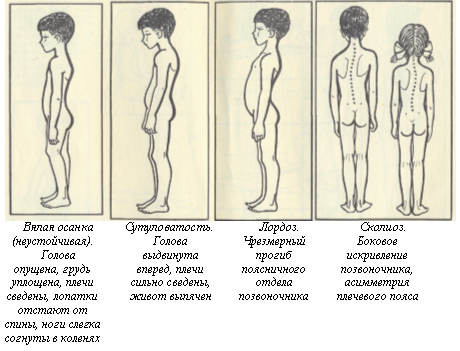 Вялая осанка
(неустойчивая).
Голова
опущена, грудь
уплощена, плечи
сведены, лопатки
отстают от
спины, ноги слегка
согнуты в коленях
Сутуловатость.
Голова
выдвинута
вперед, плечи
сильно сведены,
живот выпячен
Лордоз.
Чрезмерный
прогиб
поясничного
отдела
позвоночника
Сколиоз.
Боковое
искривление
позвоночника,
асимметрия
плечевого пояса